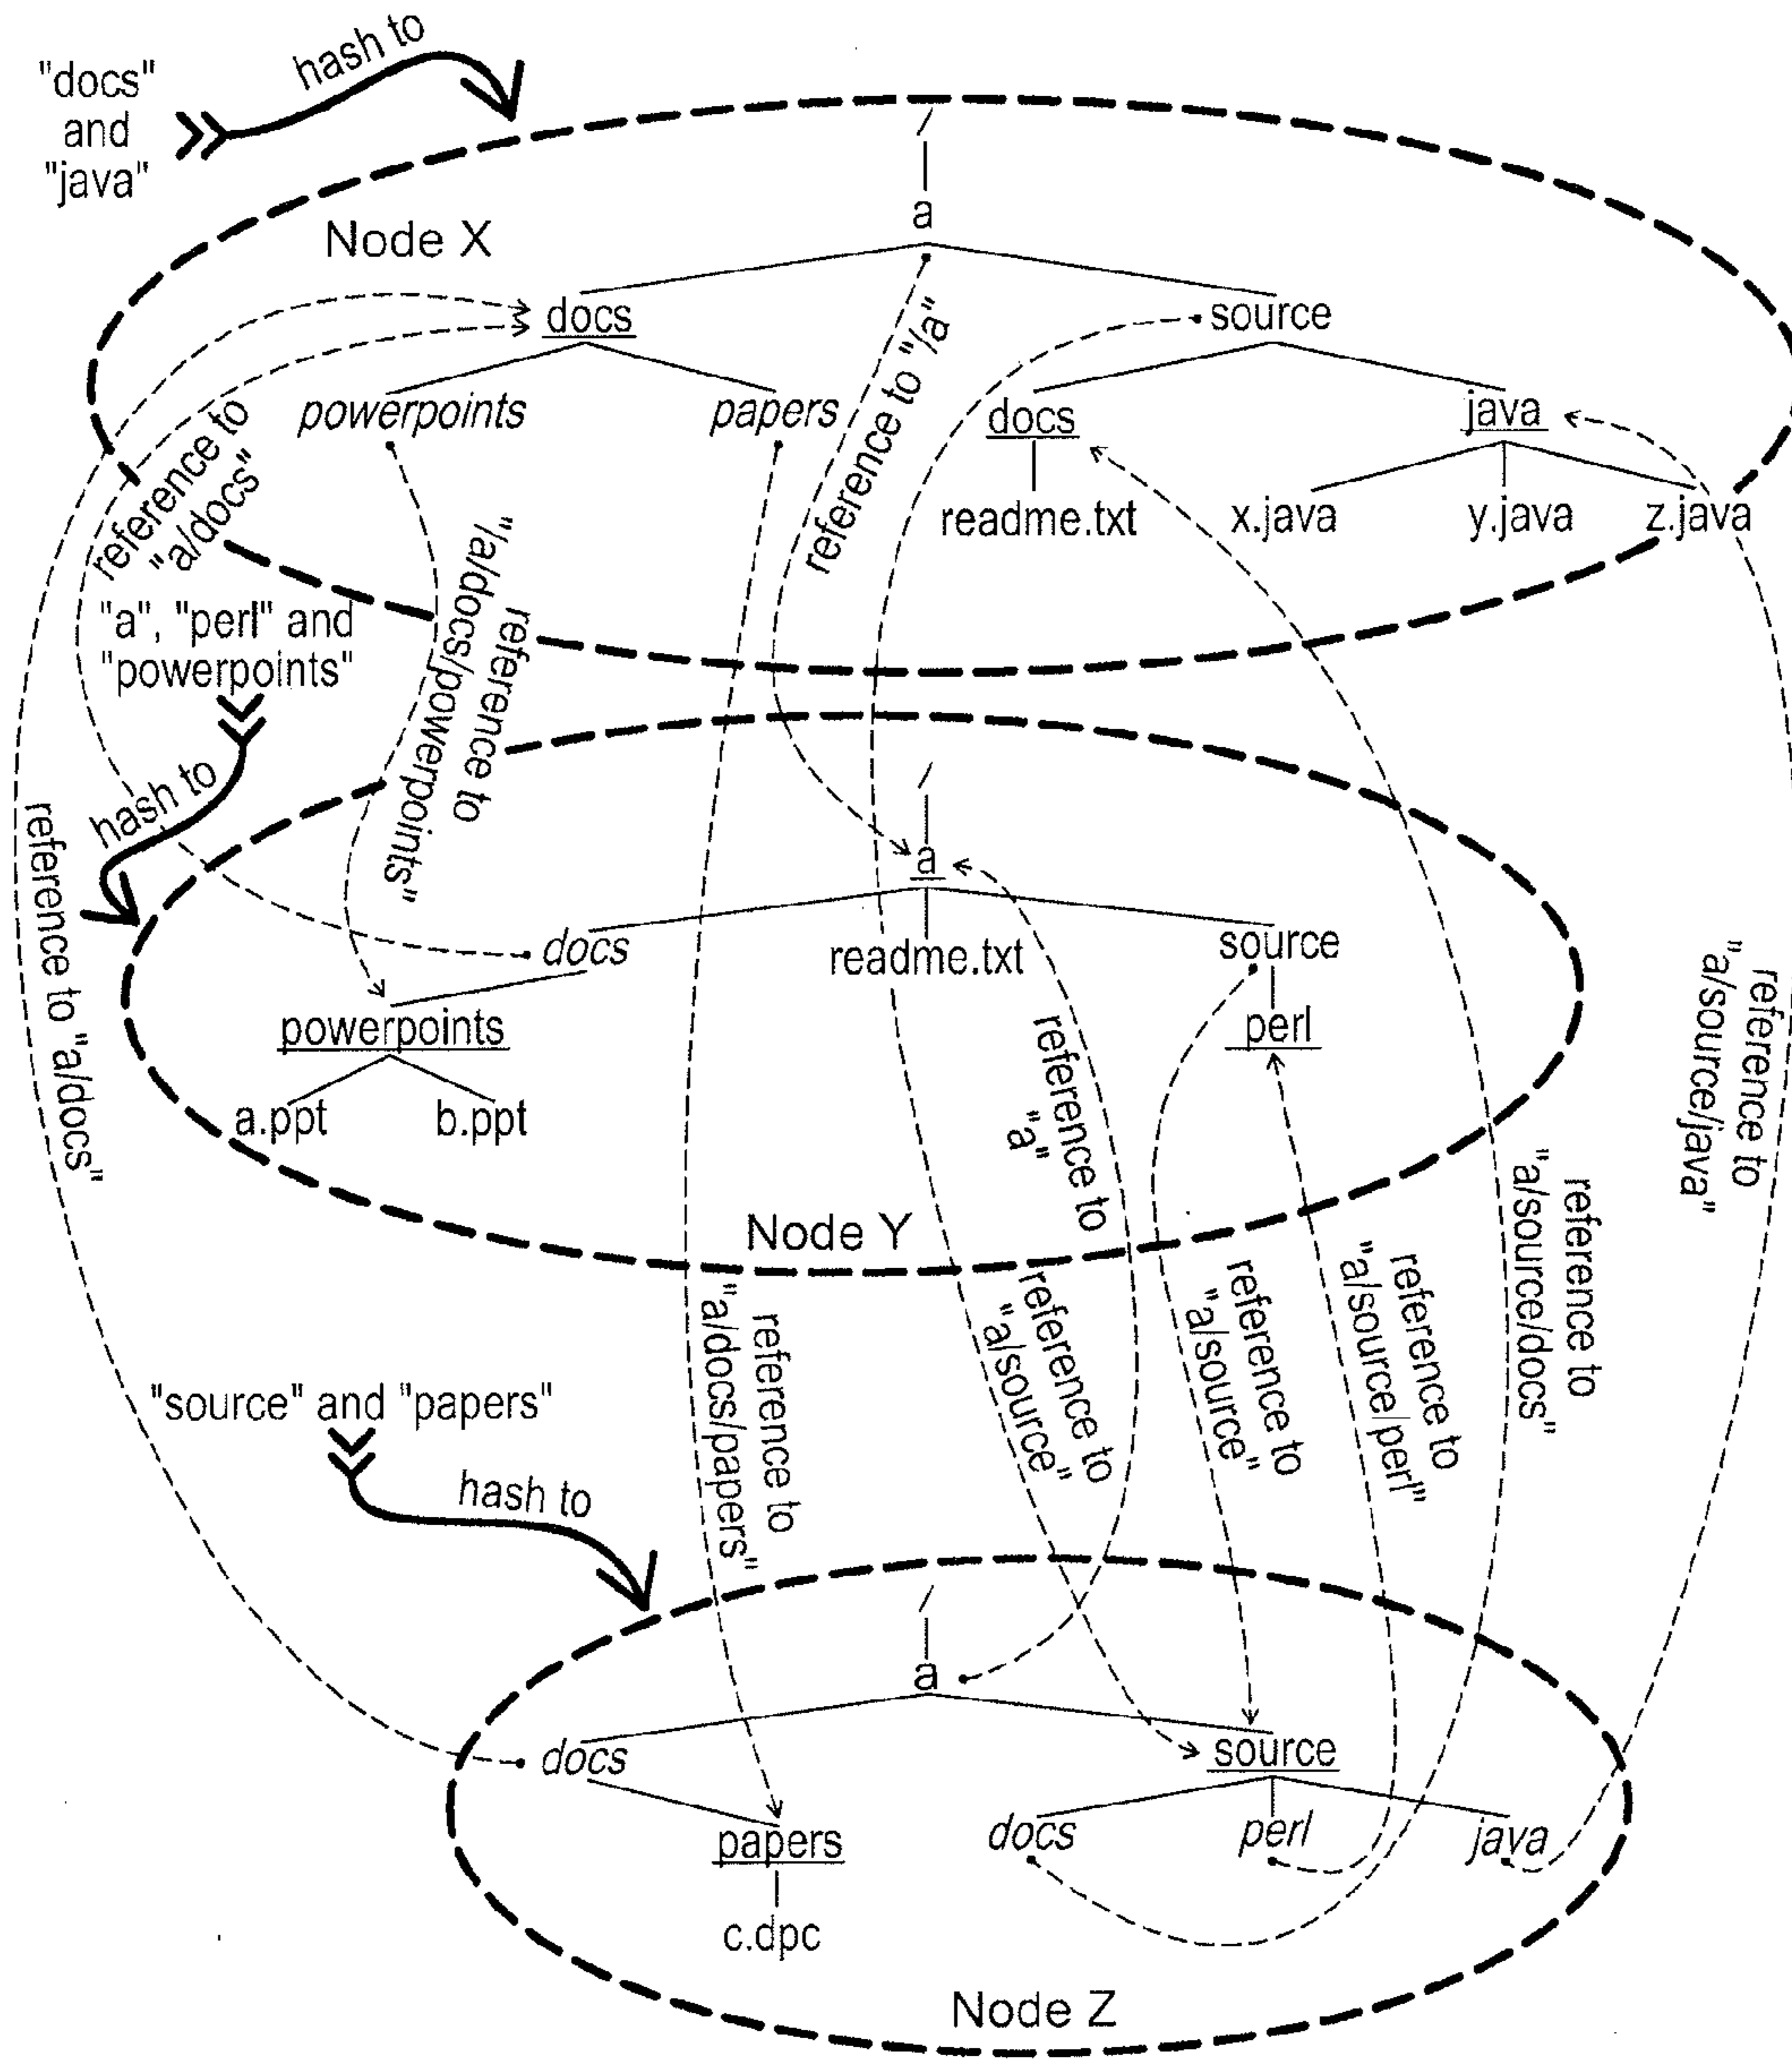 "docs"
and
"java"
hash to
/
a
Node X
docs
source
powerpoints
papers
docs
java
readme.txt
x.java
y.java
z.java
reference to "/a"
reference to
"a/docs"
reference to
"/a/docs/powerpoints"
"a", "perl" and
"powerpoints"
hash to
/
a
docs
readme.txt
source
powerpoints
perl
a.ppt
b.ppt
Node Y
reference to "a/docs"
reference to
"a"
reference to
"a/source/java"
reference to
"a/docs/papers"
reference to
"a/source"
reference to
"a/source"
reference to
"a/source/perl"
reference to
"a/source/docs"
"source" and "papers"
hash to
/
a
docs
source
papers
docs
perl
java
c.dpc
Node Z